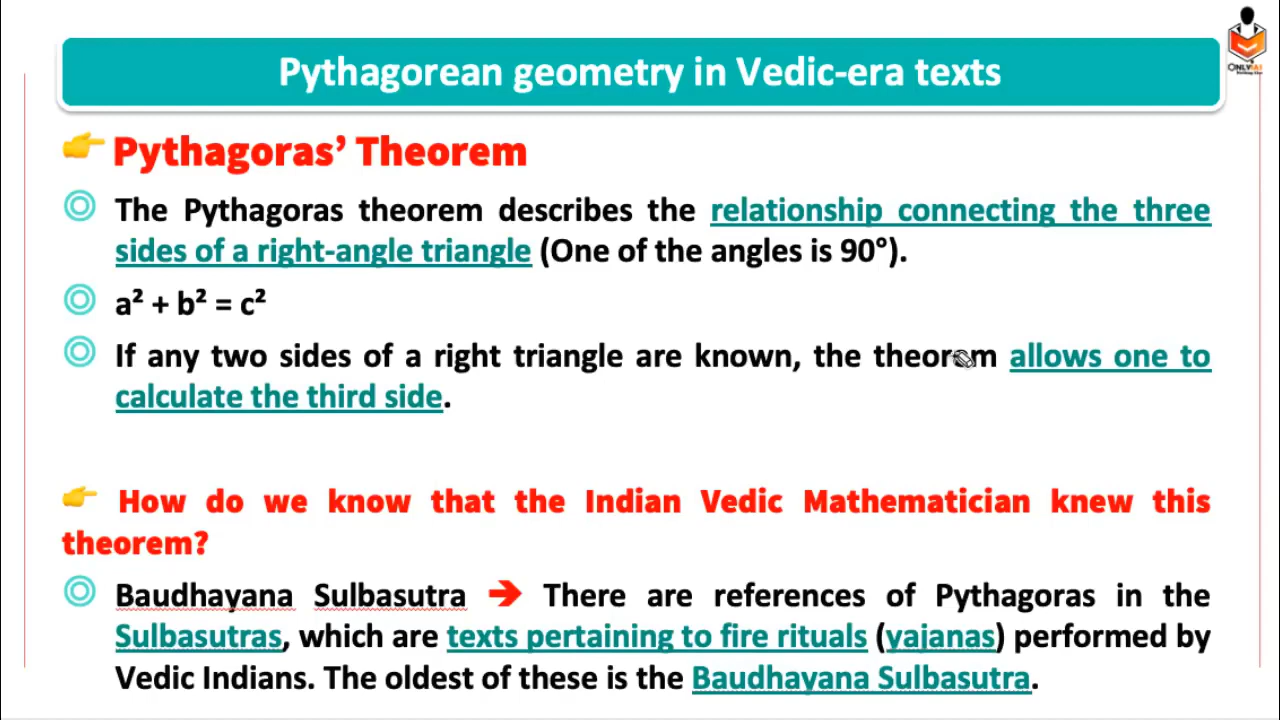 Pythagorean geometry in Vedic-era texts
Pythagoras’ Theorem
The Pythagoras theorem describes the relationship connecting the three
sides of a right-angle triangle (One of the angles is 90°).
a² + b² = c²
If any two sides of a right triangle are known, the theorem allows one to
calculate the third side.
How do we know that the Indian Vedic Mathematician knew this
theorem?
Baudhayana Sulbasutra ➔ There are references of Pythagoras in the
Sulbasutras, which are texts pertaining to fire rituals (yajanas) performed by
Vedic Indians. The oldest of these is the Baudhayana Sulbasutra.